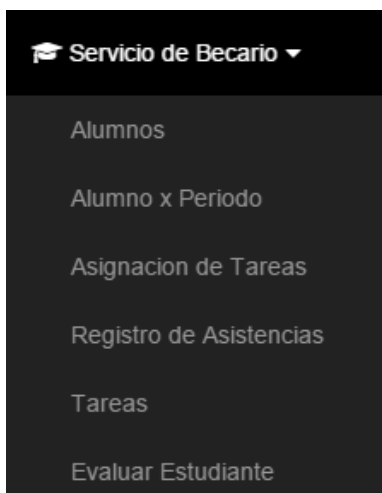 Servicio de Becario
Alumnos
Alumno x Periodo
Asignacion de Tareas
Registro de Asistencias
Tareas
Evaluar Estudiante